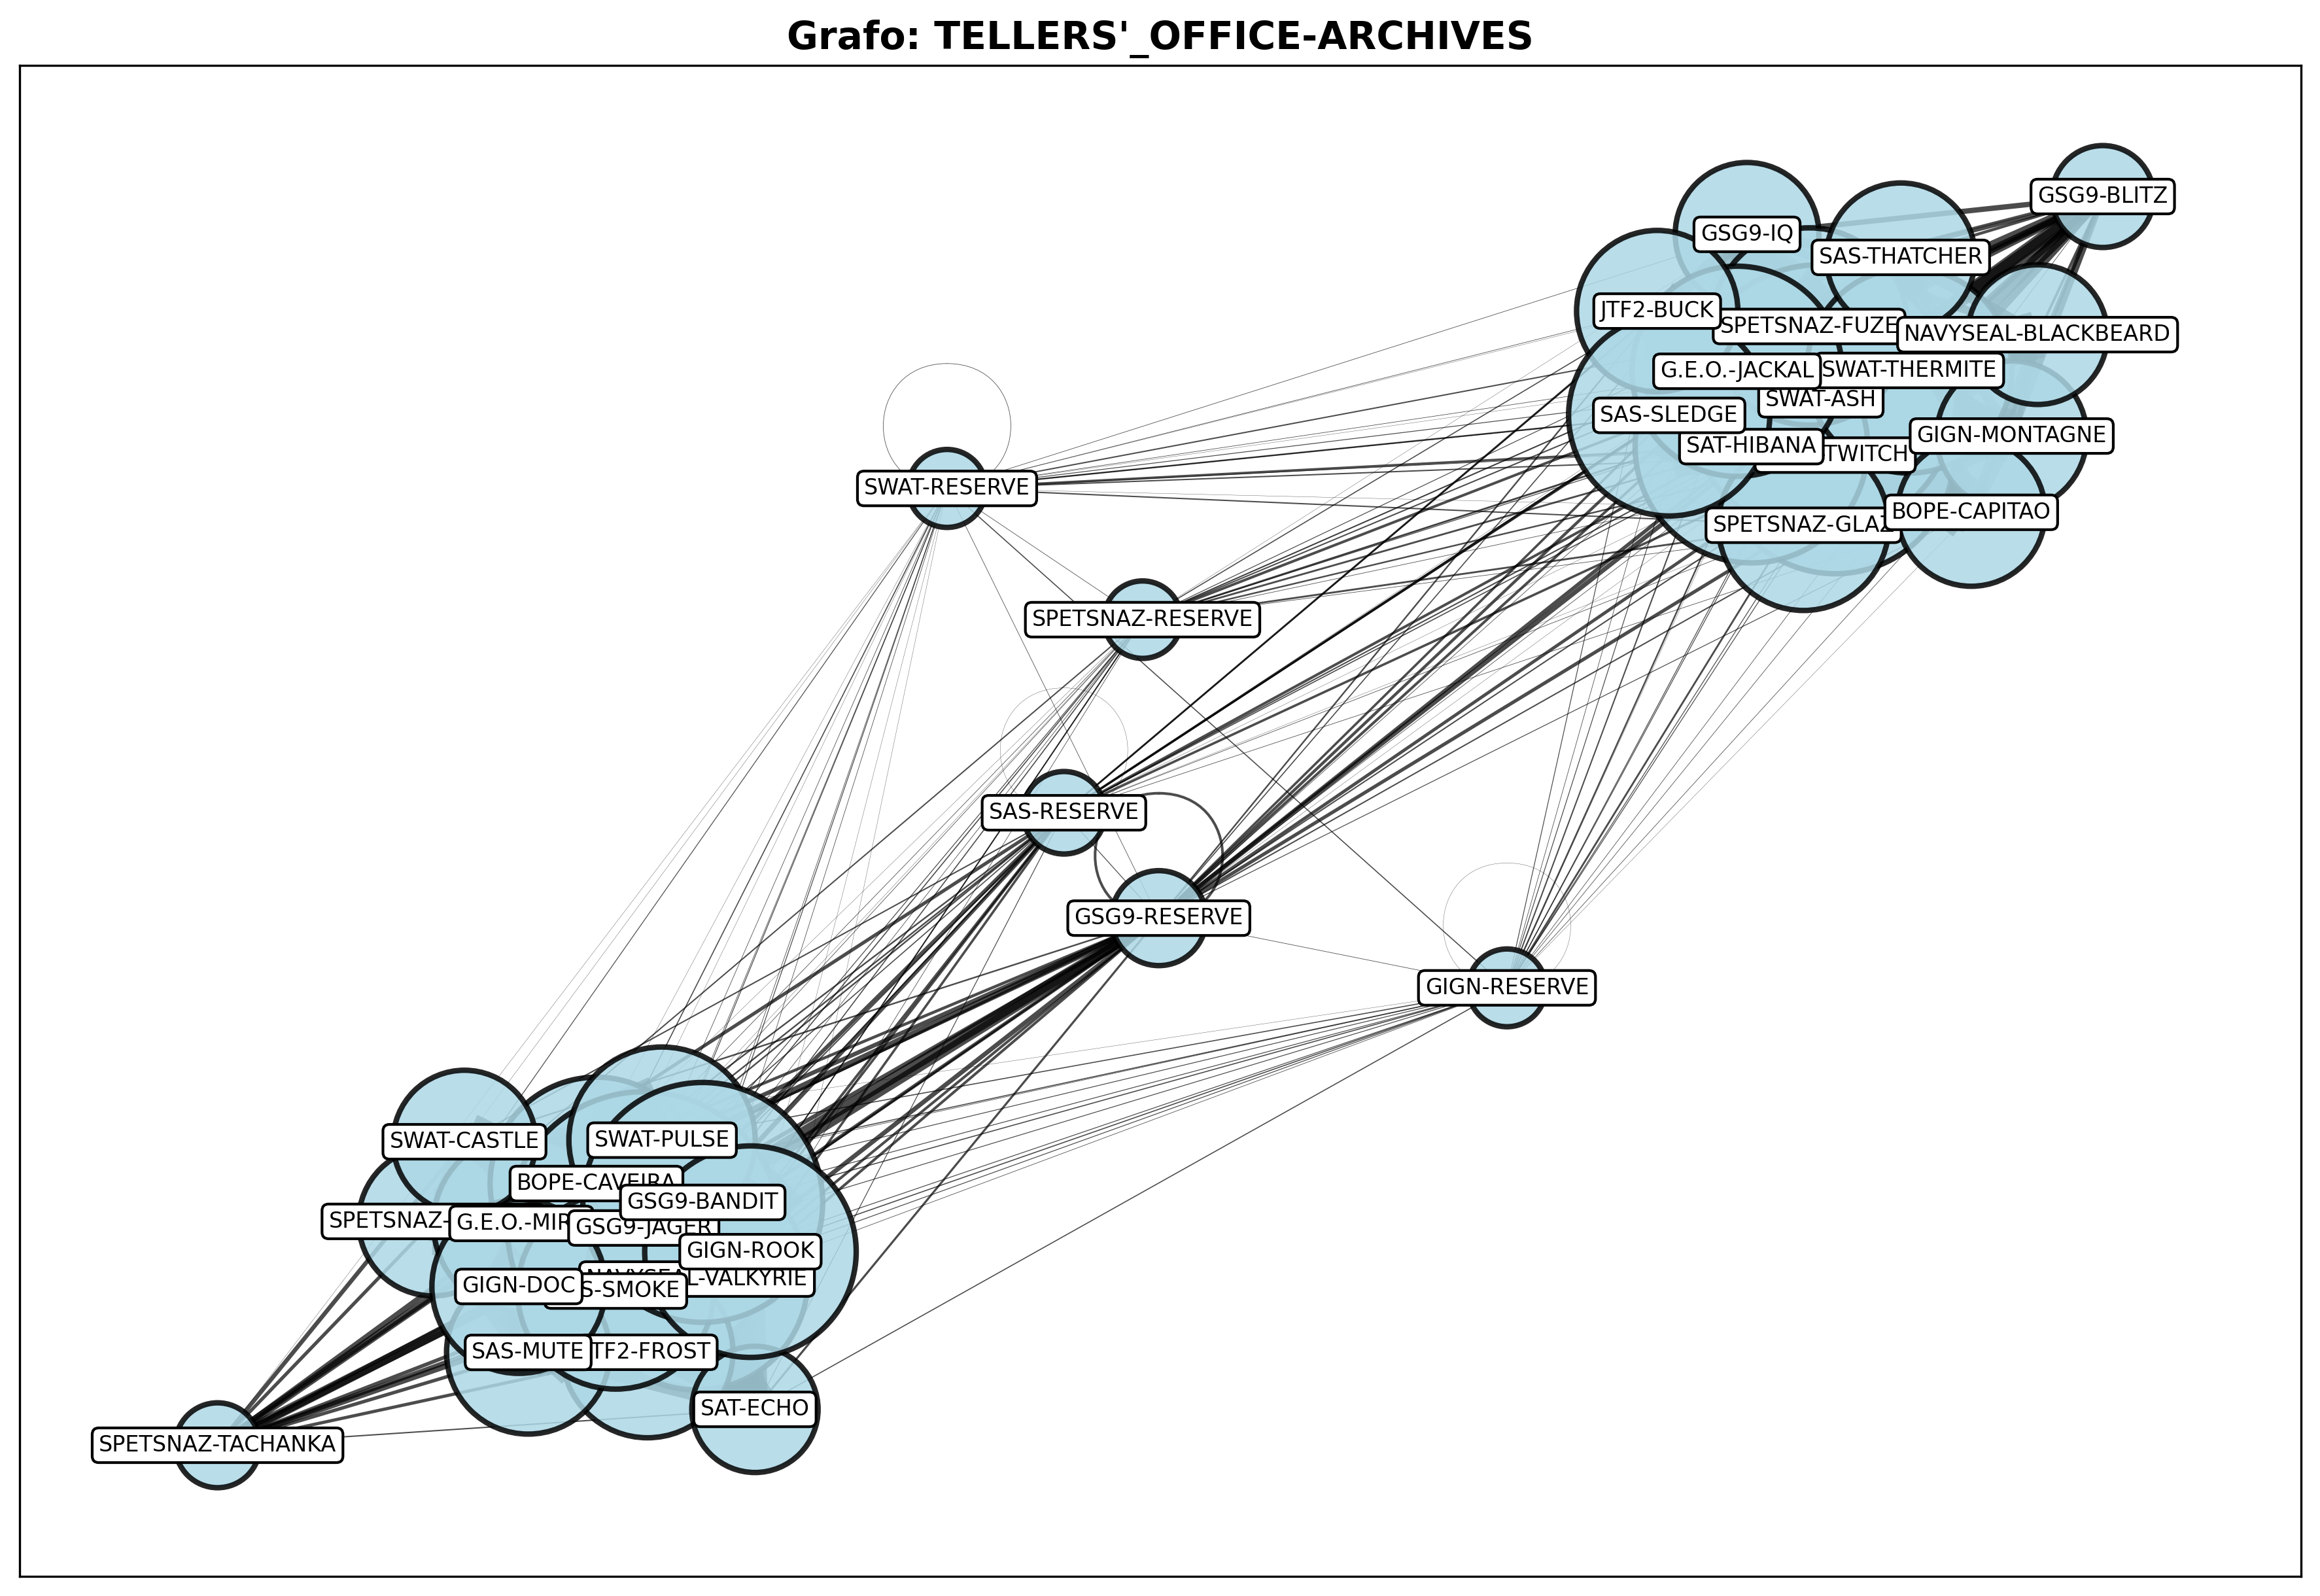 Grafo: TELLERS'_OFFICE-ARCHIVES
GSG9-BLITZ
GSG9-IQ
SAS-THATCHER
JTF2-BUCK
SPETSNAZ-FUZE
NAVYSEAL-BLACKBEARD
G.E.O.-JACKAL
SWAT-THERMITE
SWAT-ASH
SAS-SLEDGE
GIGN-MONTAGNE
SAT-HIBANA
TWITCH
SWAT-RESERVE
BOPE-CAPITAO
SPETSNAZ-GLAZ
SPETSNAZ-RESERVE
SAS-RESERVE
GSG9-RESERVE
GIGN-RESERVE
SWAT-CASTLE
SWAT-PULSE
BOPE-CAVEIRA
GSG9-BANDIT
SPETSNAZ-
G.E.O.-MIR
GSG9-JAGER
GIGN-ROOK
NAVYSEAL-VALKYRIE
GIGN-DOC
S-SMOKE
SAS-MUTE
TF2-FROST
SAT-ECHO
SPETSNAZ-TACHANKA